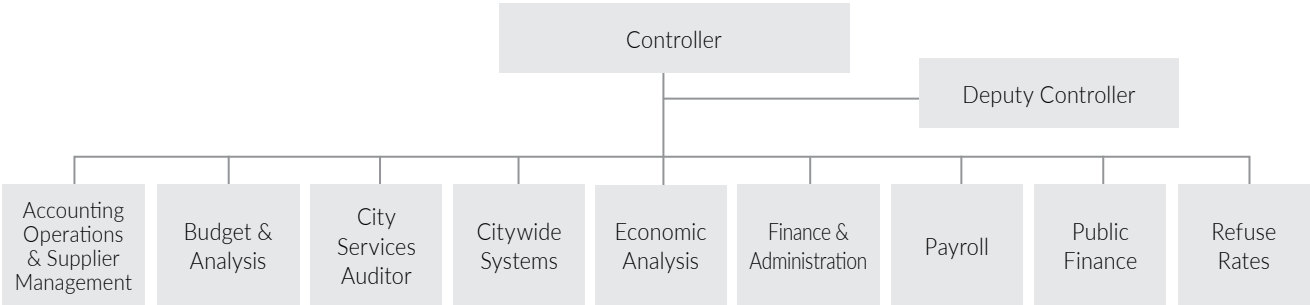 Controller
Deputy Controller
Accounting
Operations
& Supplier
Management
Budget &
Analysis
City
Services
Auditor
Citywide
Systems
Economic
Analysis
Finance &
Administration
Payroll
Public
Finance
Refuse
Rates